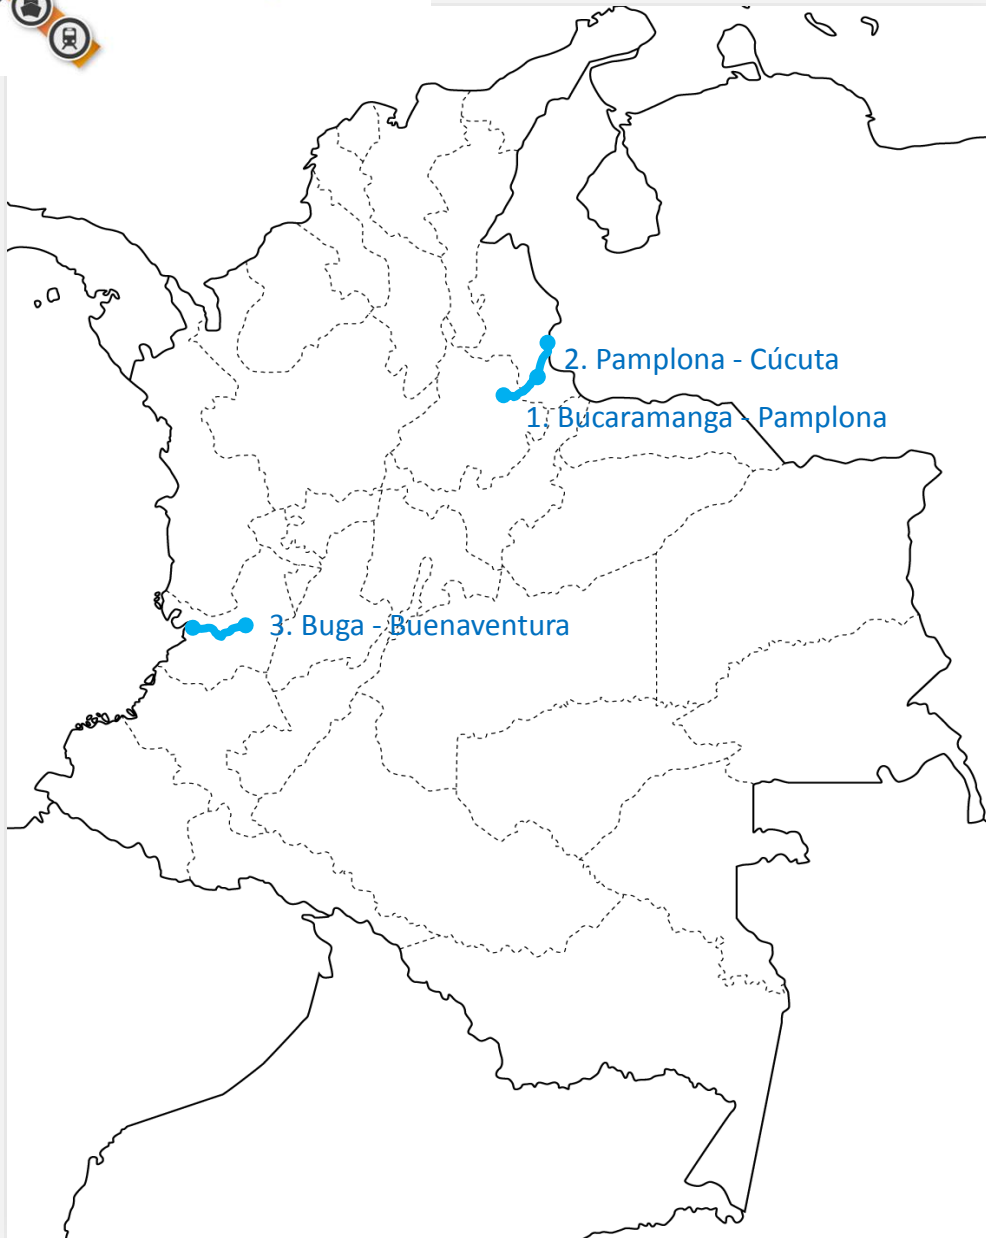 2. Pamplona - Cúcuta
1. Bucaramanga - Pamplona
3. Buga - Buenaventura